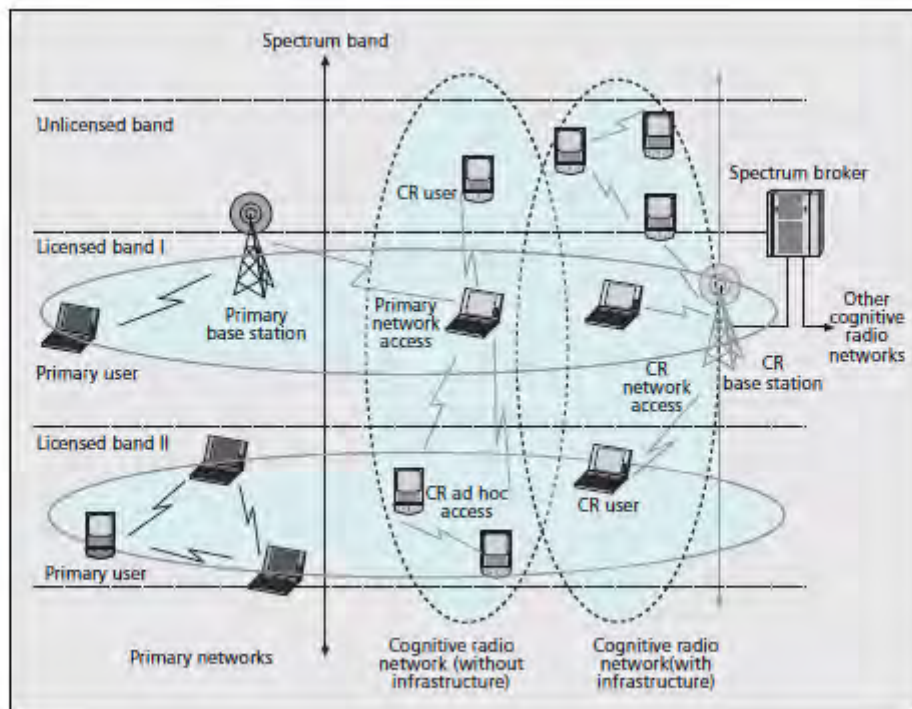 Spectrum band
Unlicensed band
CR user
Spectrum broker
Licensed band I
Primary
base station
Primary
network
access
Other
cognitive
radio
networks
Primary user
CR
network
access
CR
base station
Licensed band II
CR ad hoc
access
CR user
Primary user
Primary networks
Cognitive radio
network (without
infrastructure)
Cognitive radio
network(with
infrastructure)